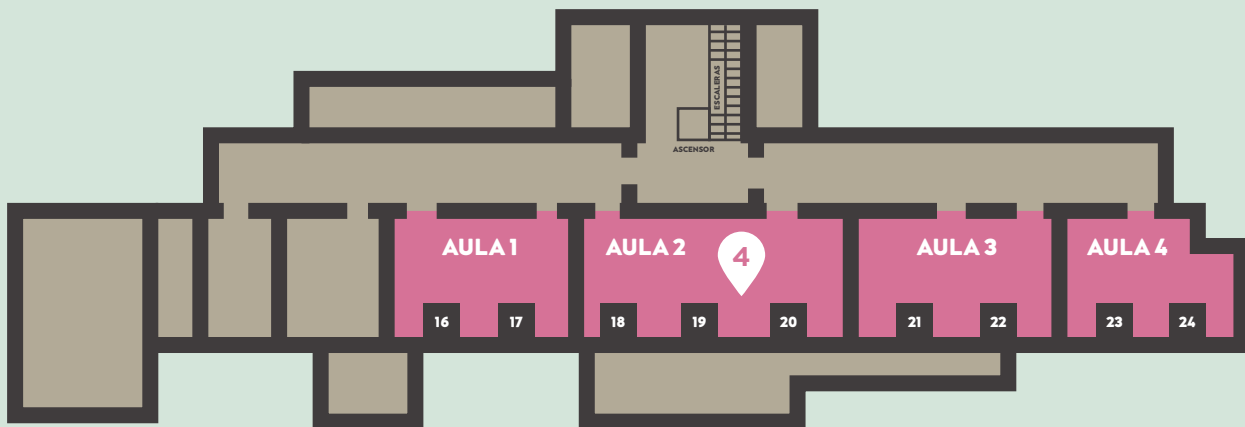 ESCALERAS
ASCENSOR
AULA 1
AULA 2
4
AULA 3
AULA 4
16
17
18
19
20
21
22
23
24